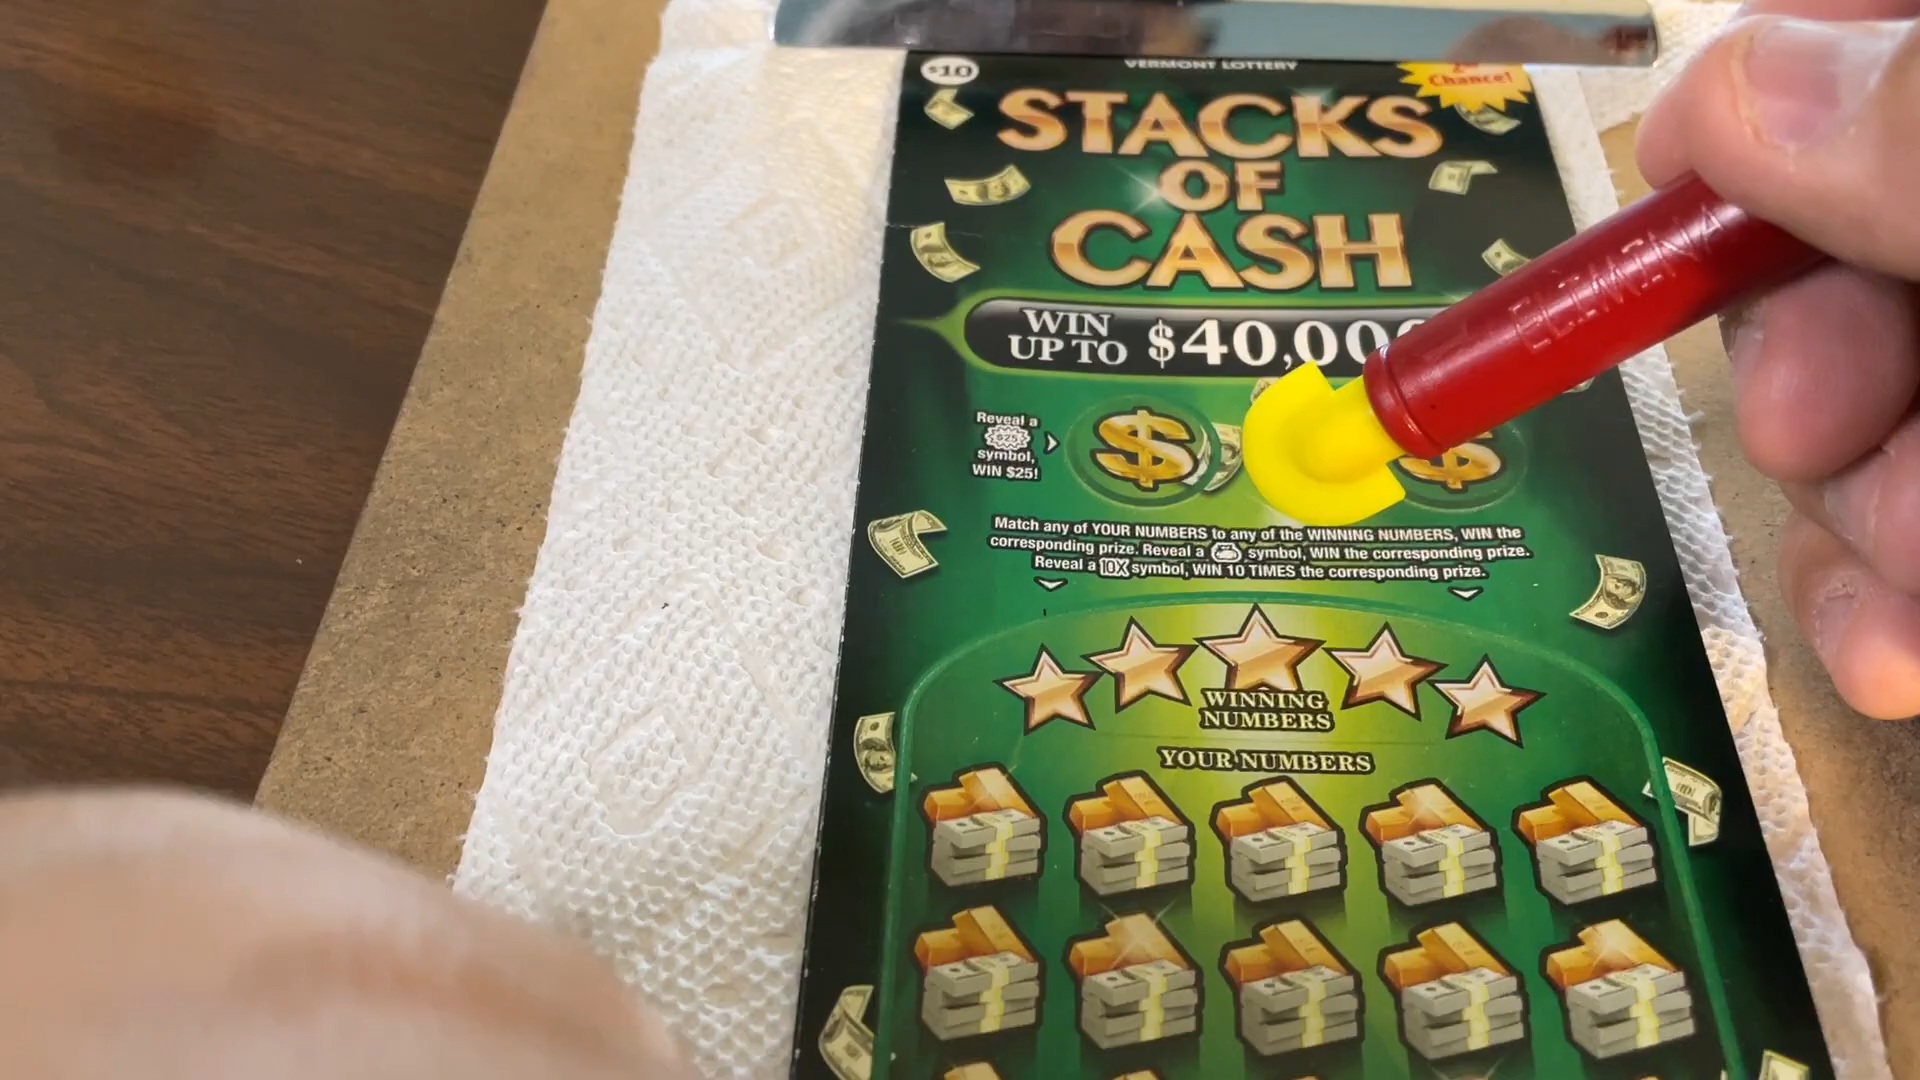 $10
VERMONT LOTTERY
Chance!
STACKS
OF
CASH
WIN
UP TO
$40,000
Reveal a
$25
symbol,
WIN $25!
Match any of YOUR NUMBERS to any of the WINNING NUMBERS, WIN the
corresponding prize. Reveal a symbol, WIN the corresponding prize.
Reveal a 10X symbol, WIN 10 TIMES the corresponding prize.
WINNING
NUMBERS
YOUR NUMBERS